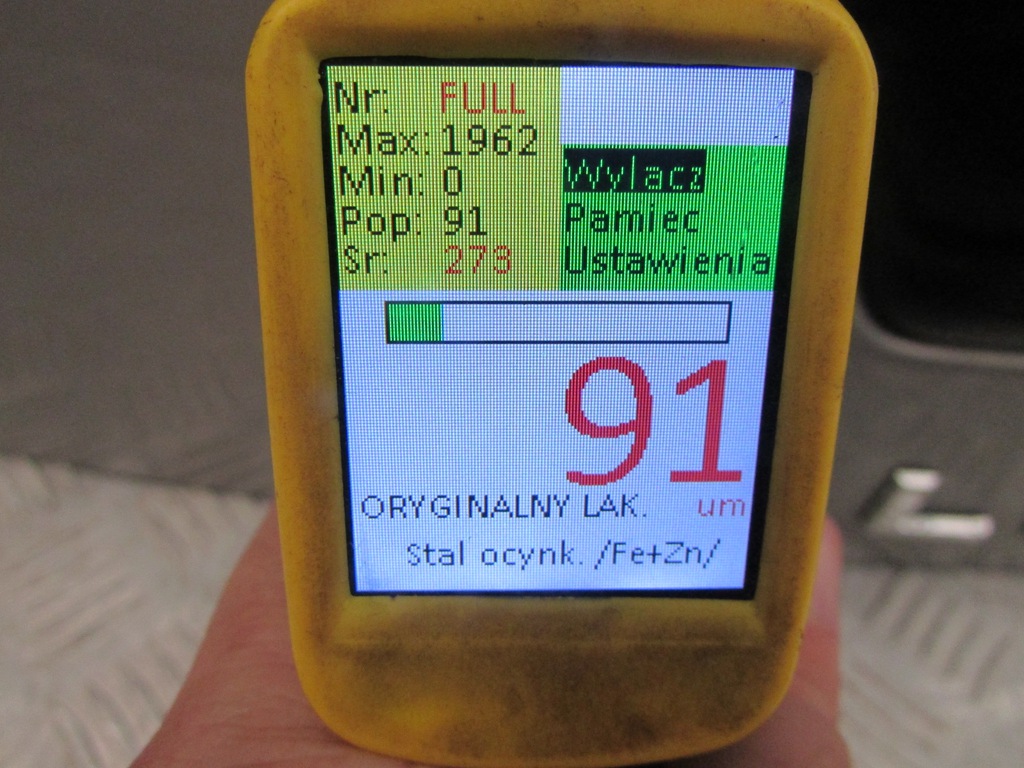 Nr: FULL
Max: 1962
Min: 0
Pop: 91
Sr: 273
Wylacz
Pamiec
Ustawienia
91
um
ORYGINALNY LAK.
Stal ocynk. /Fe+Zn/
L